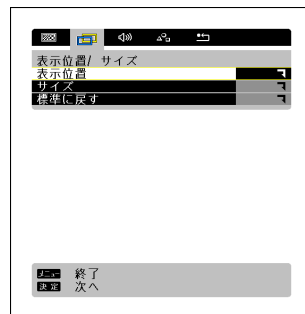 表示位置/ サイズ
表示位置
サイズ
標準に戻す
メニュー 終了
決定 次へ